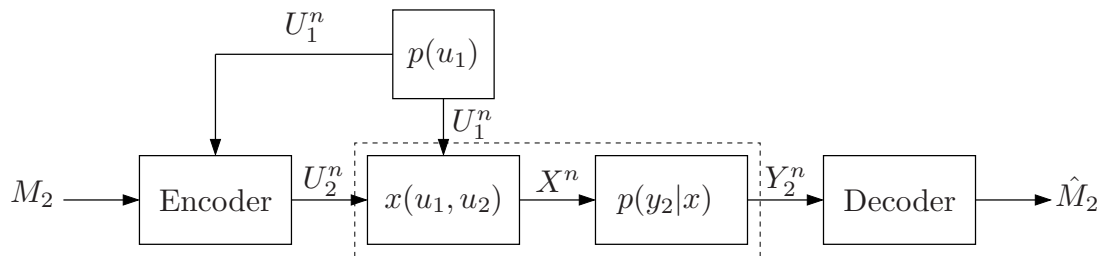 U_1^n
p(u_1)
U_1^n
M_2
Encoder
U_2^n
x(u_1, u_2)
X^n
p(y_2|x)
Y_2^n
Decoder
\hat{M}_2